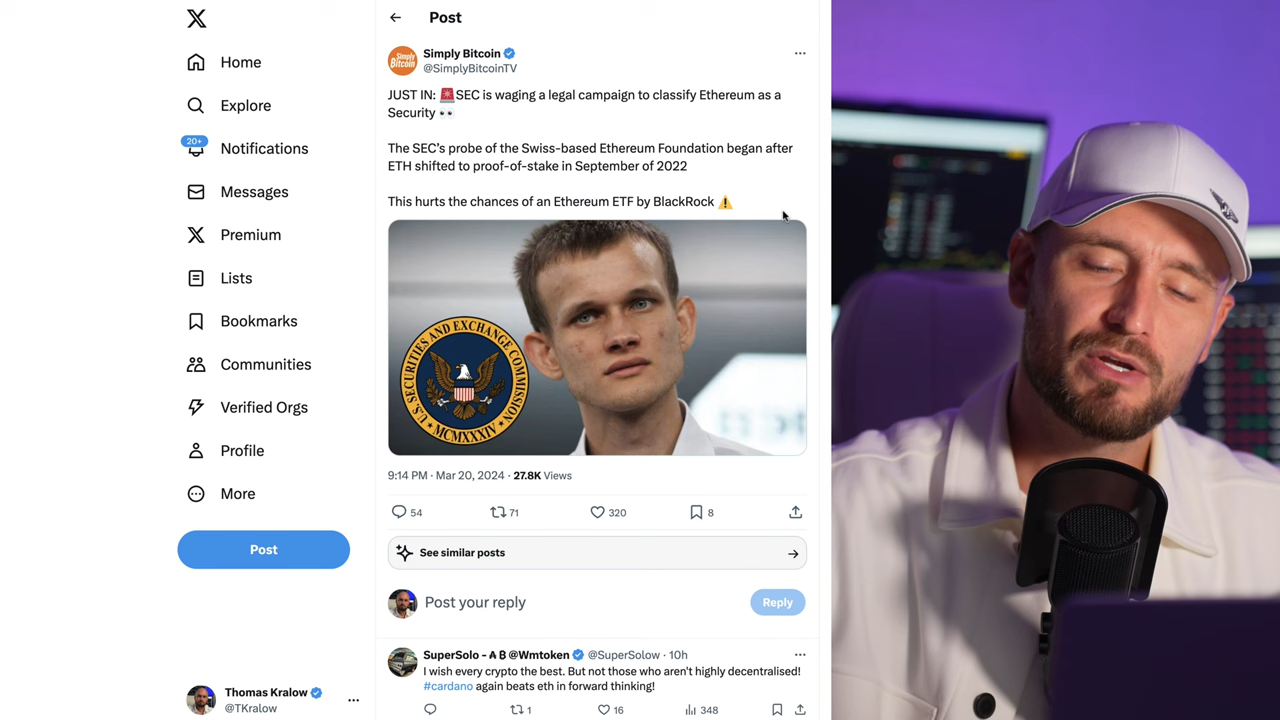 Home
Explore
20+
Notifications
Messages
Premium
Lists
Bookmarks
Communities
Verified Orgs
Profile
More
Post
Thomas Kralow
@TKralow
Post
Simply Bitcoin
@SimplyBitcoinTV
JUST IN: 🚨SEC is waging a legal campaign to classify Ethereum as a
Security 👀
The SEC’s probe of the Swiss-based Ethereum Foundation began after
ETH shifted to proof-of-stake in September of 2022
This hurts the chances of an Ethereum ETF by BlackRock ⚠️
U.S. SECURITIES AND EXCHANGE COMMISSION
MCMXXXIV
9:14 PM · Mar 20, 2024 · 27.8K Views
54 71 320 8
See similar posts
Post your reply
Reply
SuperSolo - ₳ ₿ @Wmtoken @SuperSolow · 10h
I wish every crypto the best. But not those who aren't highly decentralised!
#cardano again beats eth in forward thinking!
1 16 348